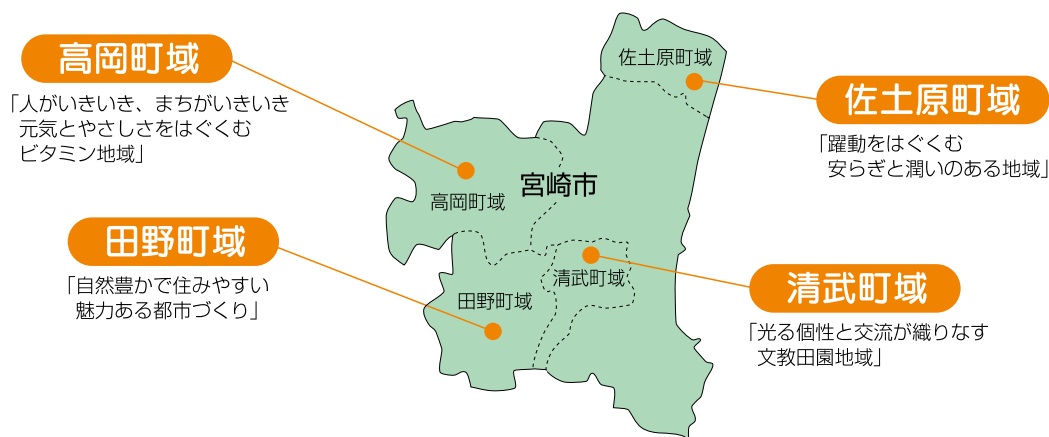 高岡町域
「人がいきいき、まちがいきいき
元気とやさしさをはぐくむ
ビタミン地域」
田野町域
「自然豊かで住みやすい
魅力ある都市づくり」
佐土原町域
高岡町域
宮崎市
清武町域
田野町域
佐土原町域
「躍動をはぐくむ
安らぎと潤いのある地域」
清武町域
「光る個性と交流が織りなす
文教田園地域」